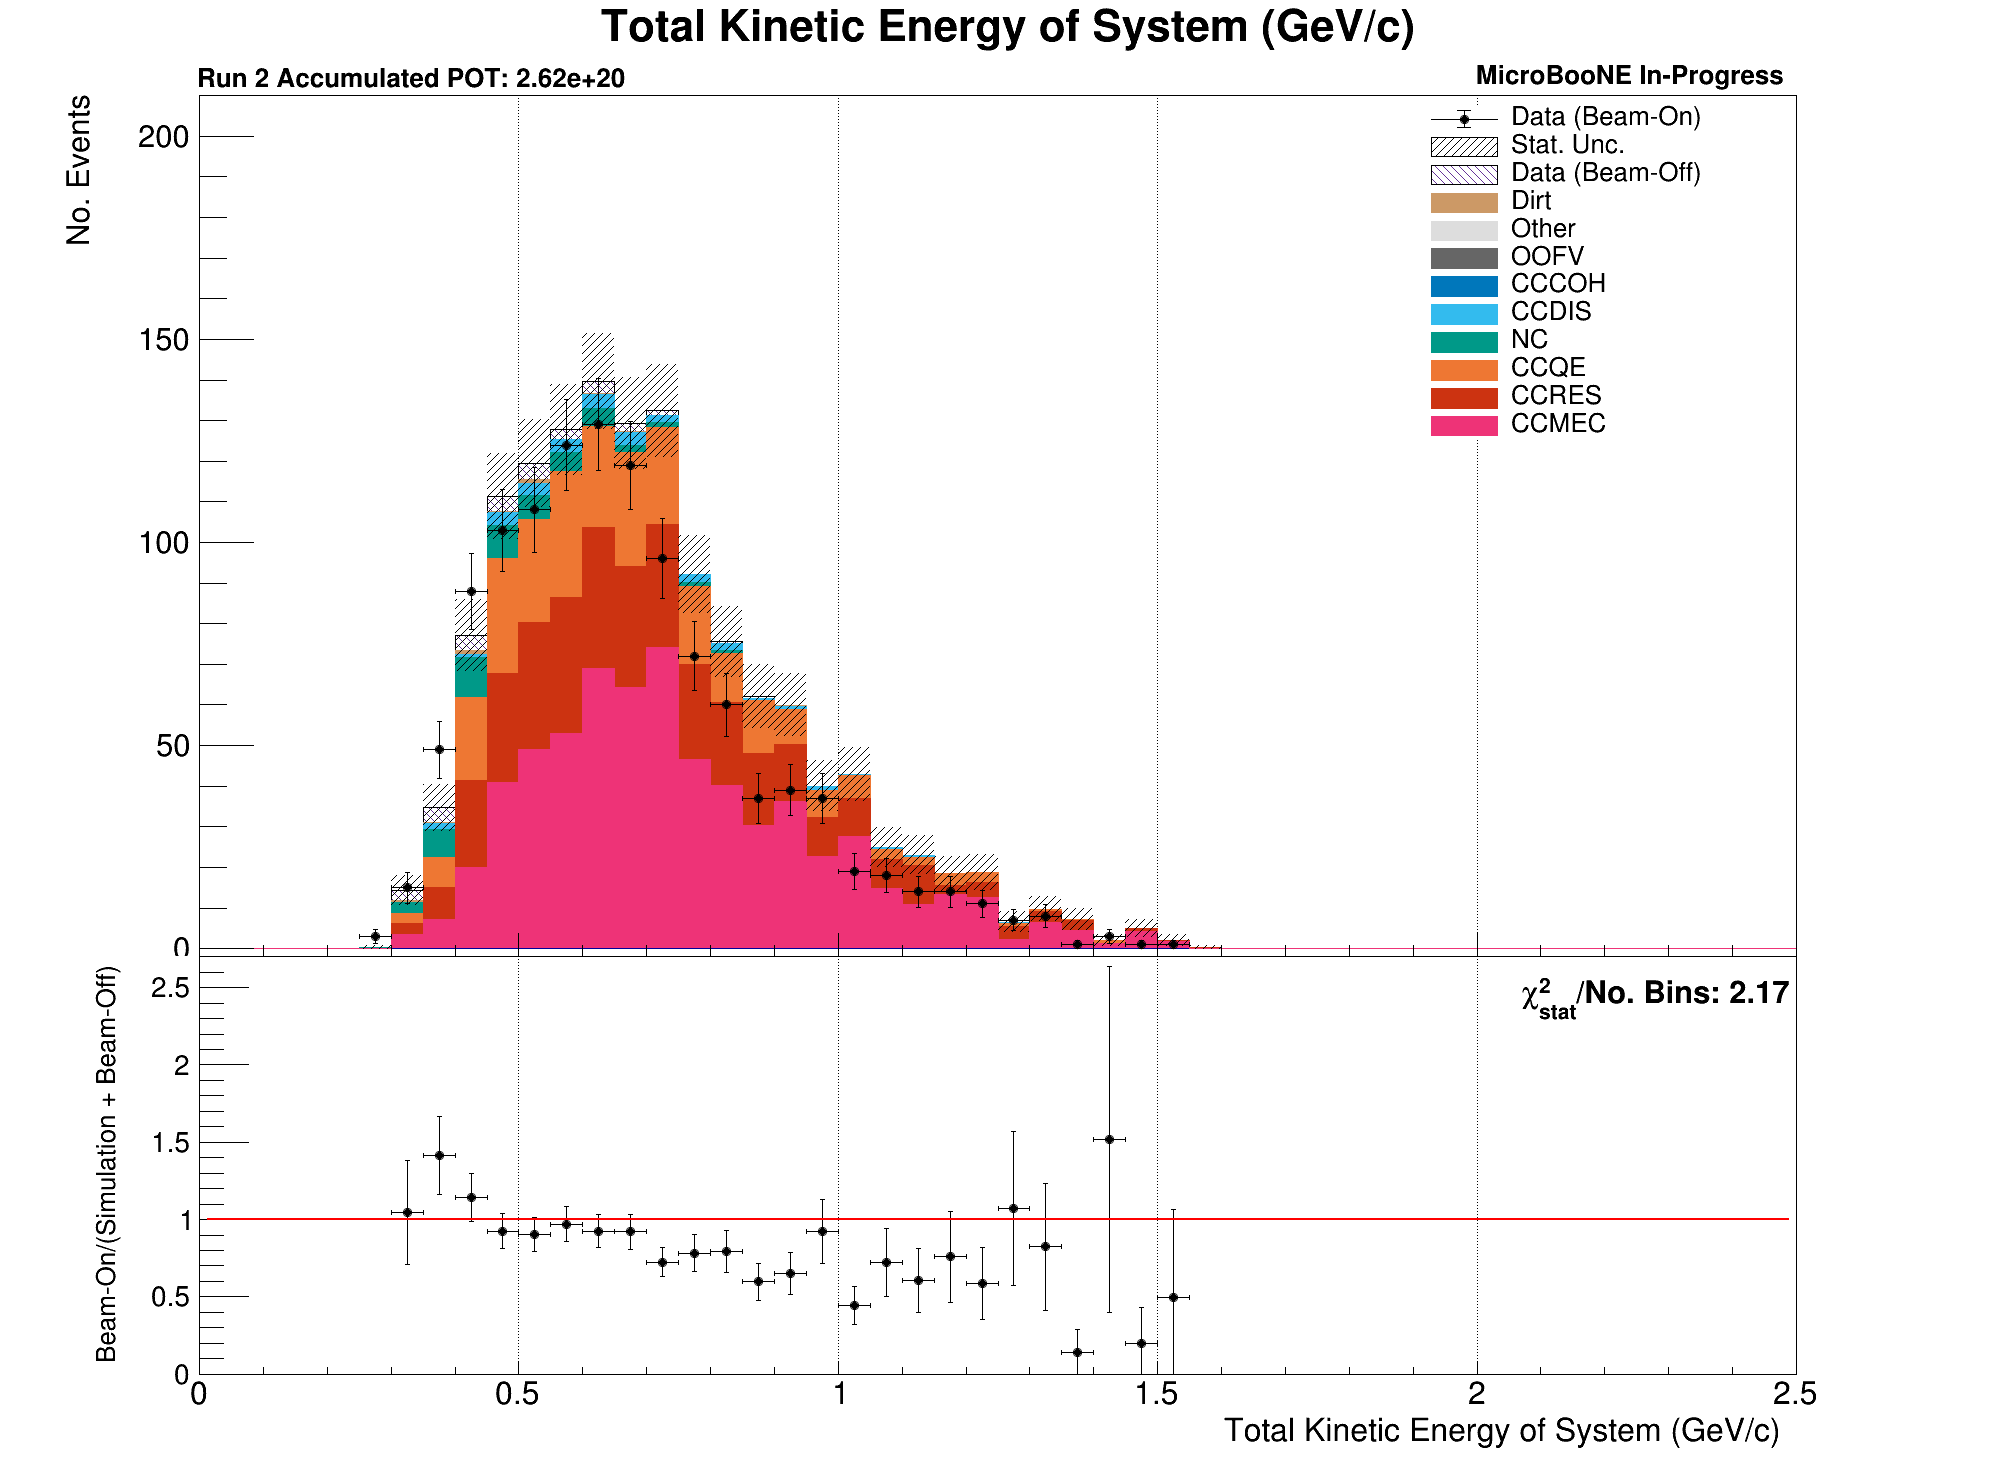 Total Kinetic Energy of System (GeV/c)
Run 2 Accumulated POT: 2.62e+20
MicroBooNE In-Progress
No. Events
200
150
100
50
0
Data (Beam-On)
Stat. Unc.
Data (Beam-Off)
Dirt
Other
OOFV
CCCOH
CCDIS
NC
CCQE
CCRES
CCMEC
Beam-On/(Simulation + Beam-Off)
2.5
2
1.5
1
0.5
0
χ²stat/No. Bins: 2.17
0 0.5 1 1.5 2 2.5
Total Kinetic Energy of System (GeV/c)